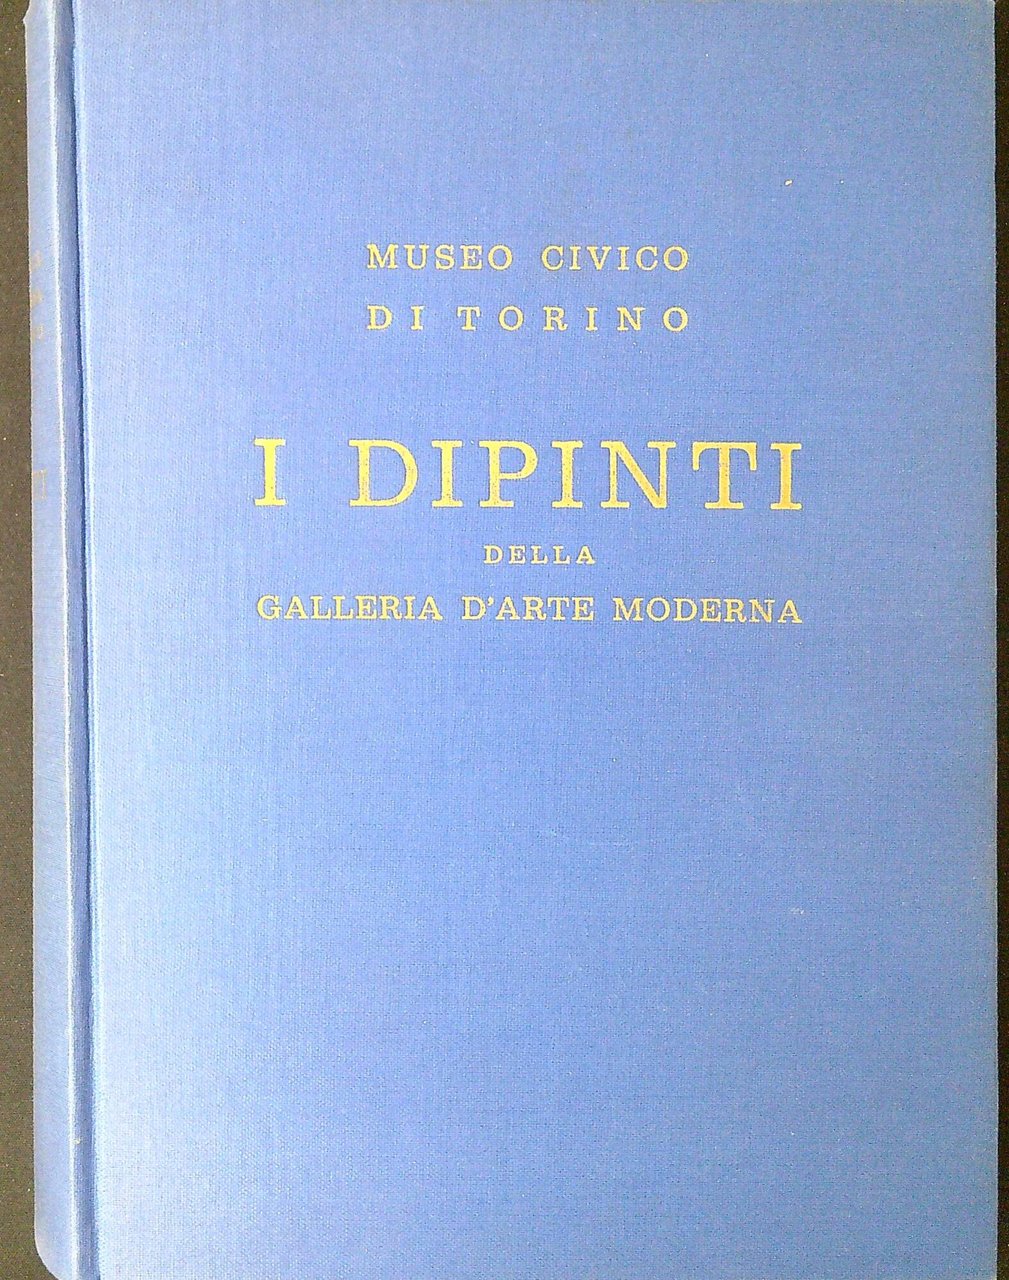 MUSEO CIVICO
DI TORINO
I DIPINTI
DELLA
GALLERIA D'ARTE MODERNA